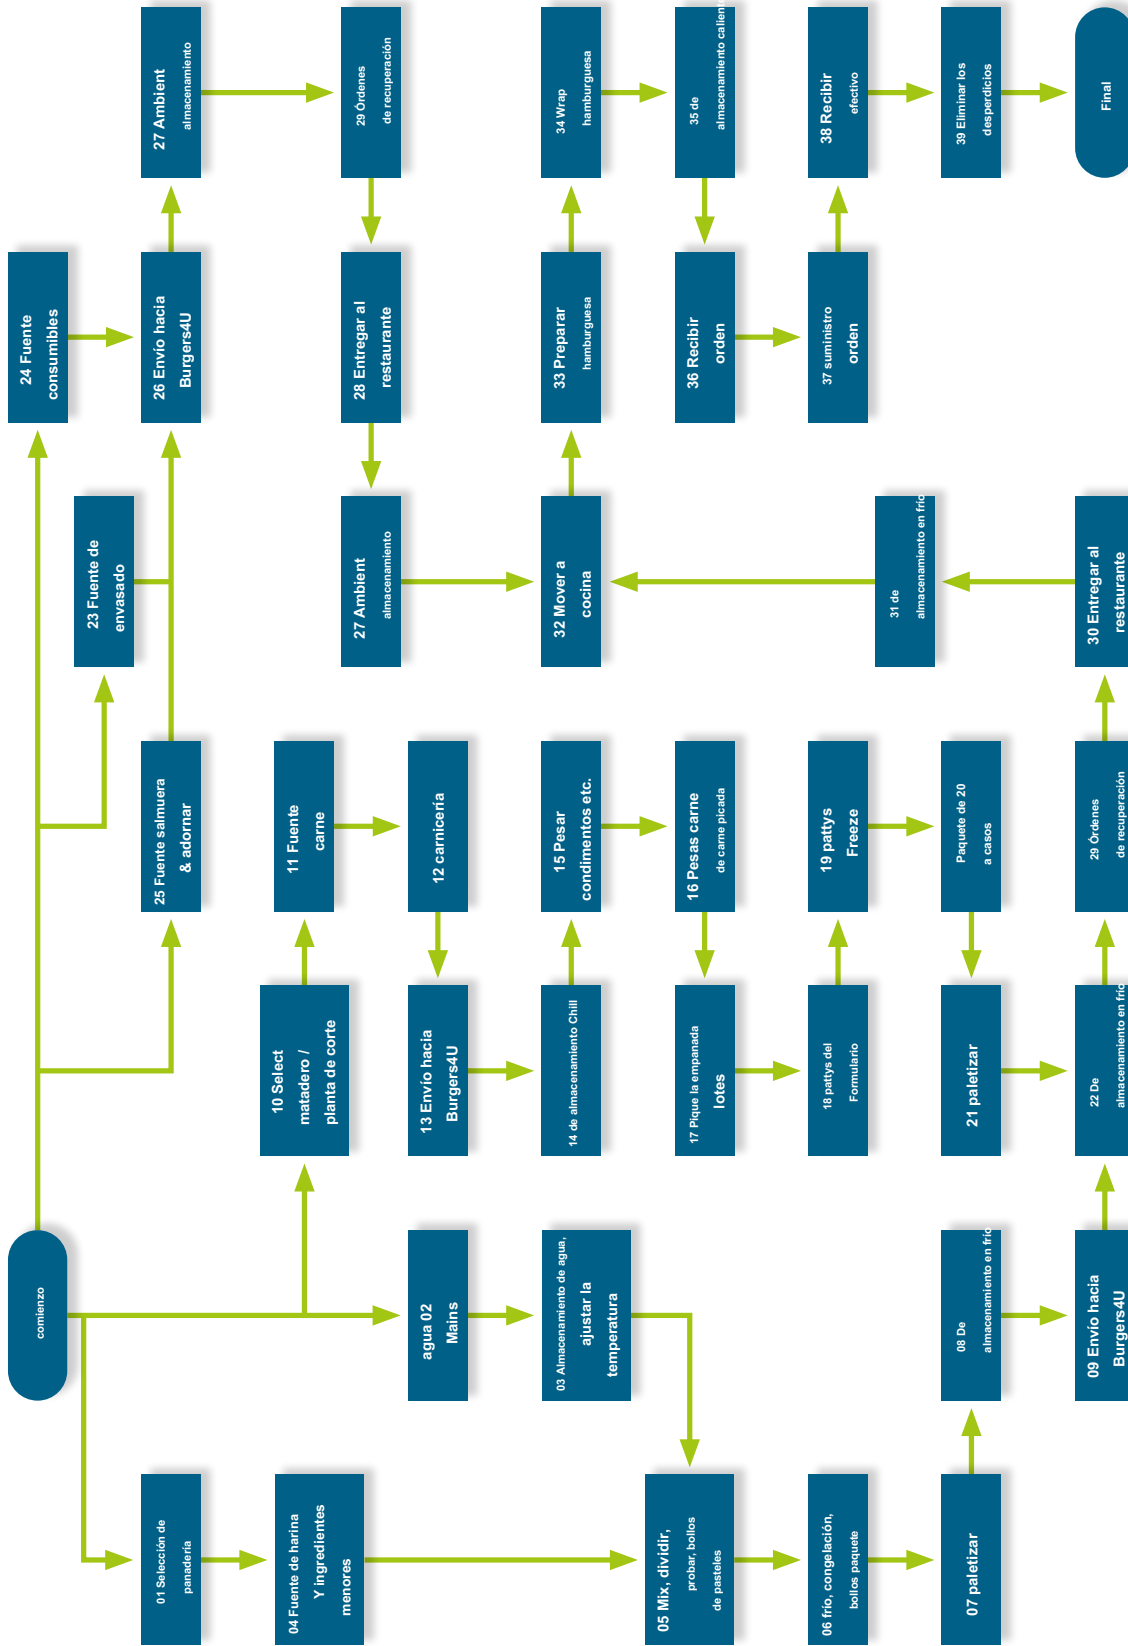 comienzo
01 Selección de
panadería
04 Fuente de harina
Y ingredientes
menores
05 Mix, dividir,
probar, bollos
de pasteles
06 frío, congelación,
bollos paquete
07 paletizar
agua 02
Mains
03 Almacenamiento de agua,
ajustar la
temperatura
08 De
almacenamiento en frío
09 Envío hacia
Burgers4U
10 Select
matadero /
planta de corte
13 Envío hacia
Burgers4U
14 de almacenamiento Chill
17 Pique la empanada
lotes
18 pattys del
Formulario
21 paletizar
22 De
almacenamiento en frío
25 Fuente salmuera
& adornar
11 Fuente
carne
12 carnicería
15 Pesar
condimentos etc.
16 Pesas carne
de carne picada
19 pattys
Freeze
Paquete de 20
a casos
29 Órdenes
de recuperación
23 Fuente de
envasado
27 Ambient
almacenamiento
32 Mover a
cocina
31 de
almacenamiento en frío
30 Entregar al
restaurante
24 Fuente
consumibles
26 Envío hacia
Burgers4U
28 Entregar al
restaurante
33 Preparar
hamburguesa
36 Recibir
orden
37 suministro
orden
27 Ambient
almacenamiento
29 Órdenes
de recuperación
34 Wrap
hamburguesa
35 de
almacenamiento caliente
38 Recibir
efectivo
39 Eliminar los
desperdicios
Final